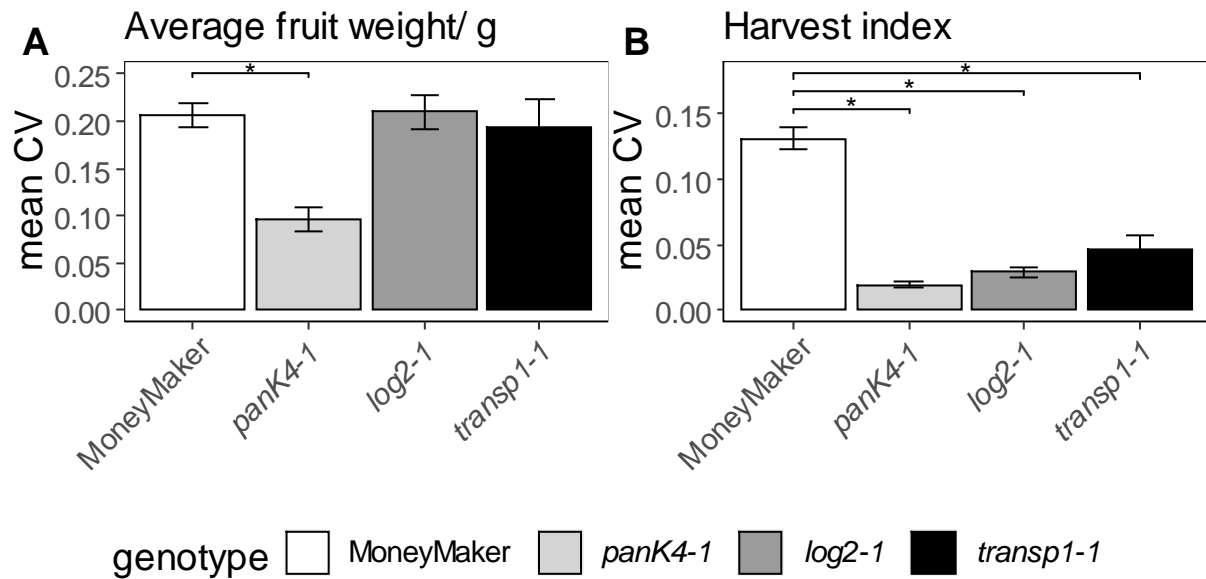 A Average fruit weight/ g
mean CV
0.25
0.20
0.15
0.10
0.05
0.00
*
MoneyMaker
panK4-1
log2-1
transp1-1
B Harvest index
mean CV
0.15
0.10
0.05
0.00
*
*
*
MoneyMaker
panK4-1
log2-1
transp1-1
genotype MoneyMaker panK4-1 log2-1 transp1-1